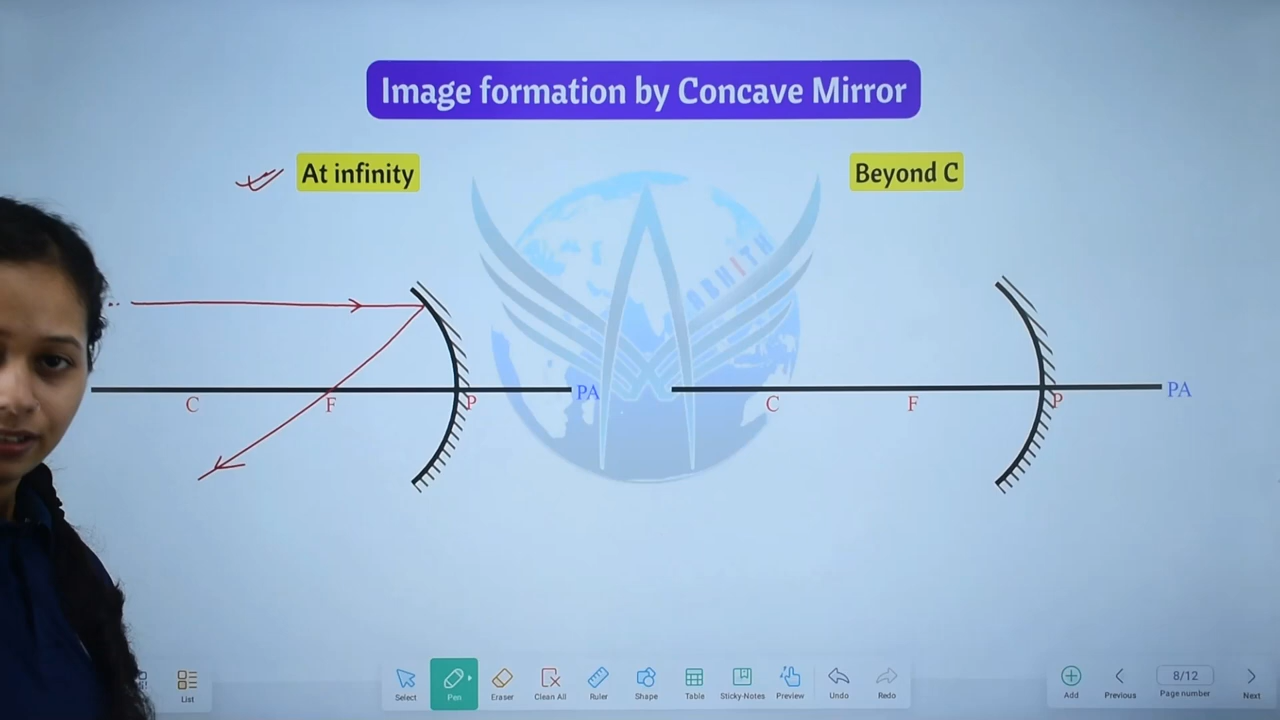 Image formation by Concave Mirror
At infinity
Beyond C
ABHITH
C F P PA
C F P PA
List
Select Pen Eraser Clean All Ruler Shape Table Sticky-Notes Preview Undo Redo
Add Previous 8/12 Page number Next